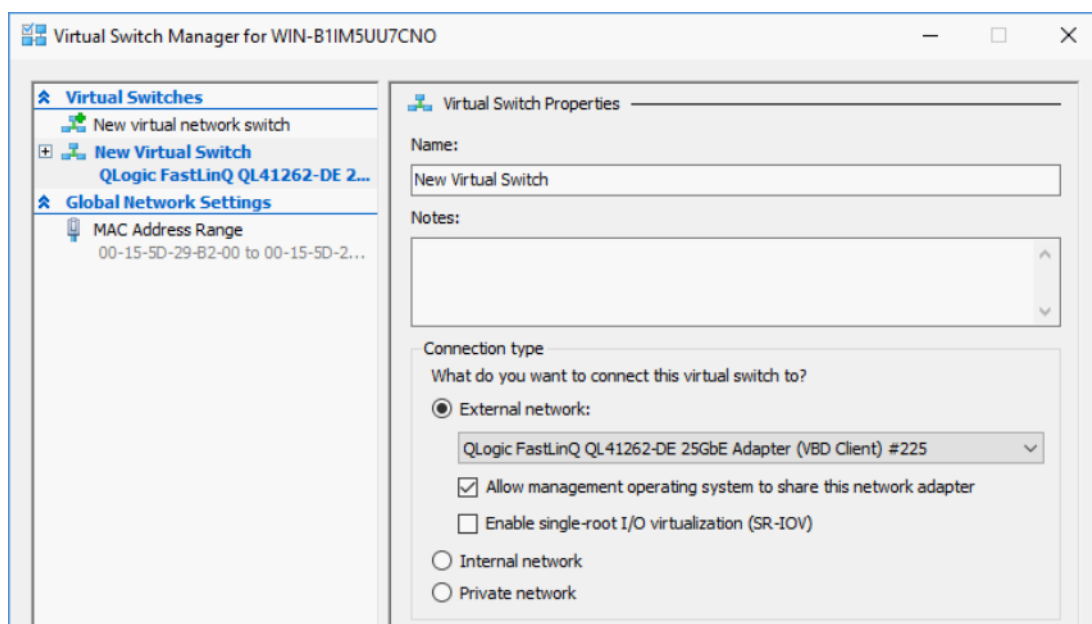 Virtual Switch Manager for WIN-B1IM5UU7CNO
Virtual Switches
New virtual network switch
New Virtual Switch
QLogic FastLinQ QL41262-DE 2...
Global Network Settings
MAC Address Range
00-15-5D-29-B2-00 to 00-15-5D-2...
Virtual Switch Properties
Name:
New Virtual Switch
Notes:
Connection type
What do you want to connect this virtual switch to?
External network:
QLogic FastLinQ QL41262-DE 25GbE Adapter (VBD Client) #225
Allow management operating system to share this network adapter
Enable single-root I/O virtualization (SR-IOV)
Internal network
Private network